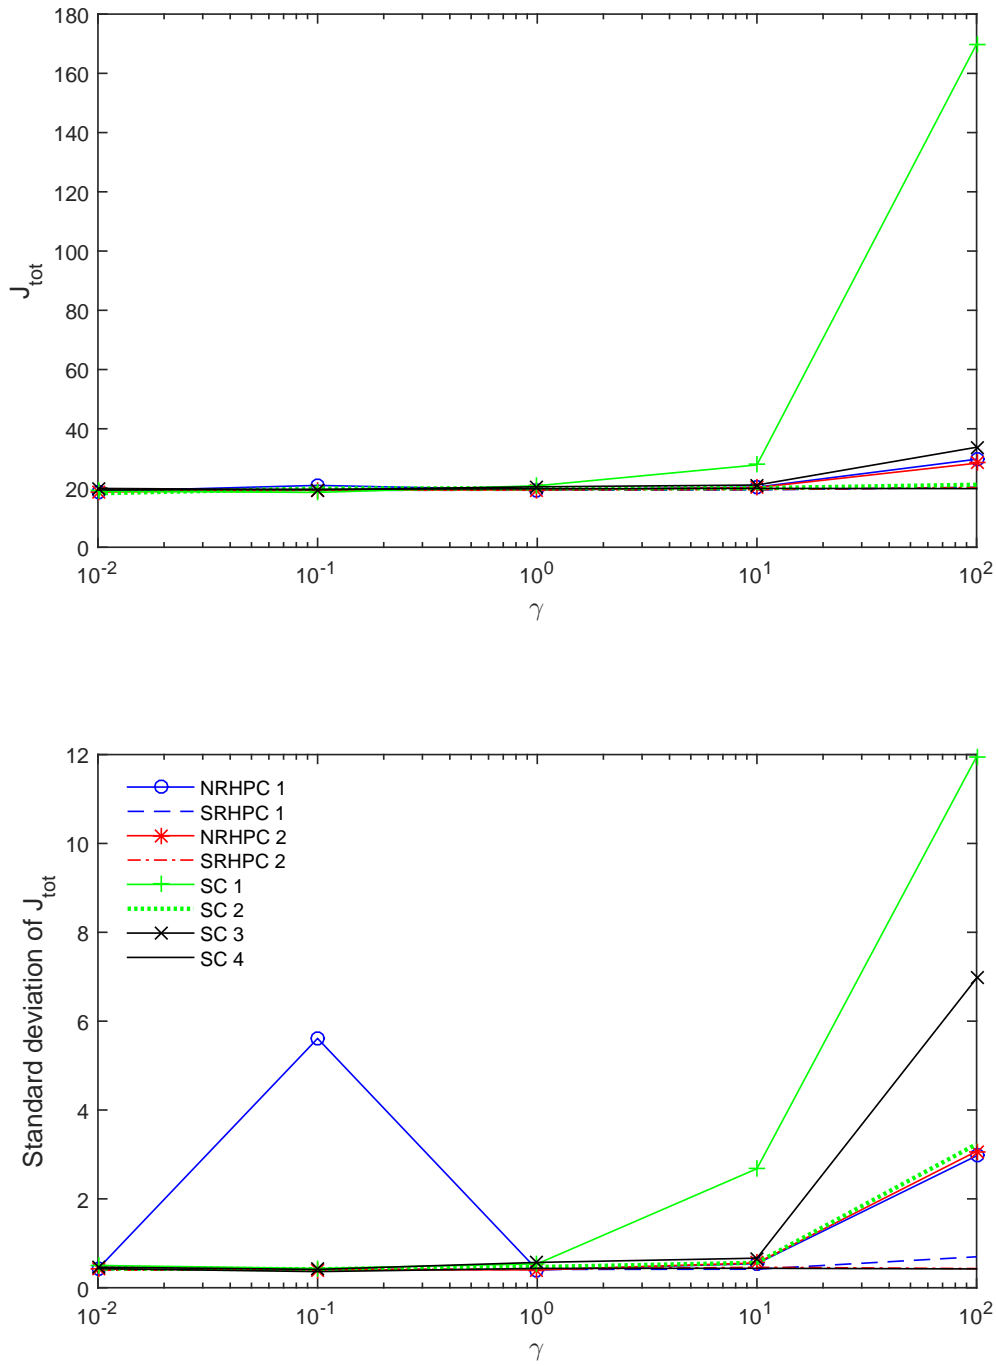 180
160
140
120
100
80
60
40
20
0
J_tot
10^-2 10^-1 10^0 10^1 10^2
γ
12
10
8
6
4
2
0
Standard deviation of J_tot
NRHPC 1
SRHPC 1
NRHPC 2
SRHPC 2
SC 1
SC 2
SC 3
SC 4
10^-2 10^-1 10^0 10^1 10^2
γ